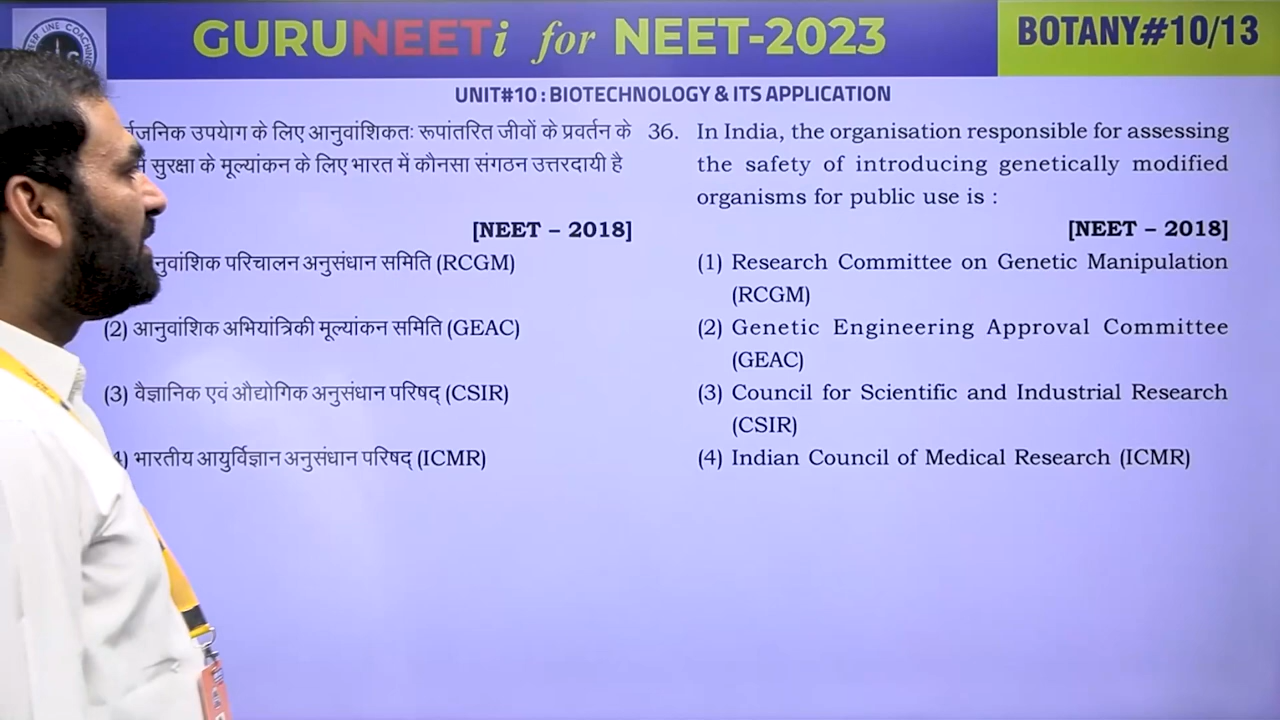 GURUNEETi for NEET-2023
BOTANY#10/13
UNIT#10 : BIOTECHNOLOGY & ITS APPLICATION
उपयोग के लिए आनुवांशिकतः रूपांतरित जीवों के प्रवर्तन के
सुरक्षा के मूल्यांकन के लिए भारत में कौनसा संगठन उत्तरदायी है
[NEET – 2018]
परिचालन अनुसंधान समिति (RCGM)
(2) आनुवांशिक अभियांत्रिकी मूल्यांकन समिति (GEAC)
(3) वैज्ञानिक एवं औद्योगिक अनुसंधान परिषद् (CSIR)
भारतीय आयुर्विज्ञान अनुसंधान परिषद् (ICMR)
36. In India, the organisation responsible for assessing
the safety of introducing genetically modified
organisms for public use is :
[NEET – 2018]
(1) Research Committee on Genetic Manipulation
(RCGM)
(2) Genetic Engineering Approval Committee
(GEAC)
(3) Council for Scientific and Industrial Research
(CSIR)
(4) Indian Council of Medical Research (ICMR)